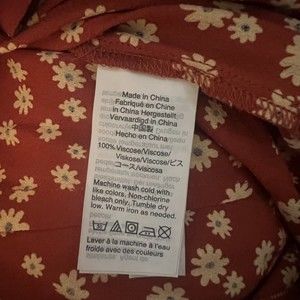 Made in China
Fabriqué en Chine
In China Hergestellt
Vervaardigd in China
中国製
Hecho en China
100%Viscose/Viscose/
Viskose/Viscose/ビス
コース/Viscosa
Machine wash cold with
like colors. Non-chlorine
bleach only. Tumble dry
low. Warm iron as needed.
Laver à la machine à l'eau
froide avec des couleurs